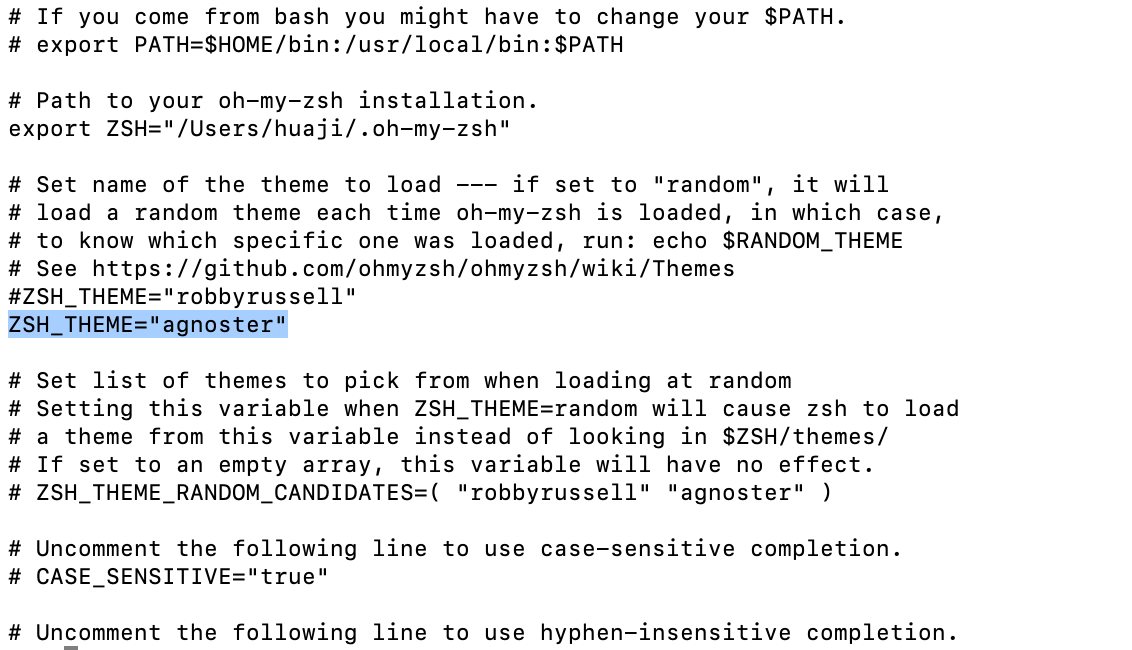 # If you come from bash you might have to change your $PATH.
# export PATH=$HOME/bin:/usr/local/bin:$PATH
# Path to your oh-my-zsh installation.
export ZSH="/Users/huaji/.oh-my-zsh"
# Set name of the theme to load --- if set to "random", it will
# load a random theme each time oh-my-zsh is loaded, in which case,
# to know which specific one was loaded, run: echo $RANDOM_THEME
# See https://github.com/ohmyzsh/ohmyzsh/wiki/Themes
#ZSH_THEME="robbyrussell"
ZSH_THEME="agnoster"
# Set list of themes to pick from when loading at random
# Setting this variable when ZSH_THEME=random will cause zsh to load
# a theme from this variable instead of looking in $ZSH/themes/
# If set to an empty array, this variable will have no effect.
# ZSH_THEME_RANDOM_CANDIDATES=( "robbyrussell" "agnoster" )
# Uncomment the following line to use case-sensitive completion.
# CASE_SENSITIVE="true"
# Uncomment the following line to use hyphen-insensitive completion.